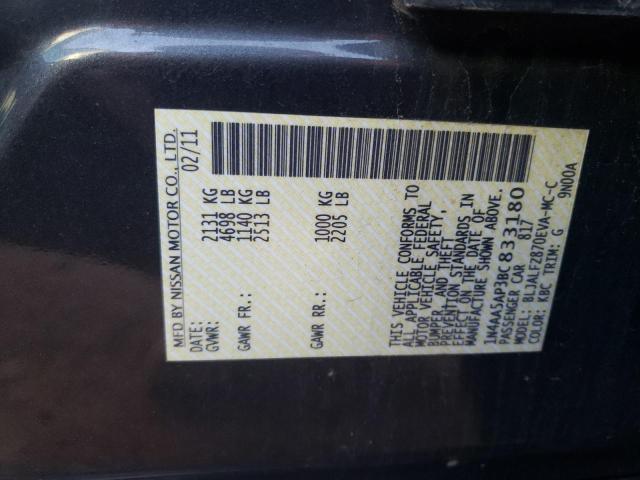 MFD BY NISSAN MOTOR CO., LTD.
DATE: 02/11
GVWR: 2131 KG
4698 LB
GAWR FR.: 1140 KG
2513 LB
GAWR RR.: 1000 KG
2205 LB
THIS VEHICLE CONFORMS TO
ALL APPLICABLE FEDERAL
MOTOR VEHICLE SAFETY,
BUMPER, AND THEFT
PREVENTION STANDARDS IN
EFFECT ON THE DATE OF
MANUFACTURE SHOWN ABOVE.
1N4AA5AP3BC833180
PASSENGER CAR 817
MODEL: BLJALFZ870EVA-MC-C
COLOR: KBC TRIM: G 9N00A